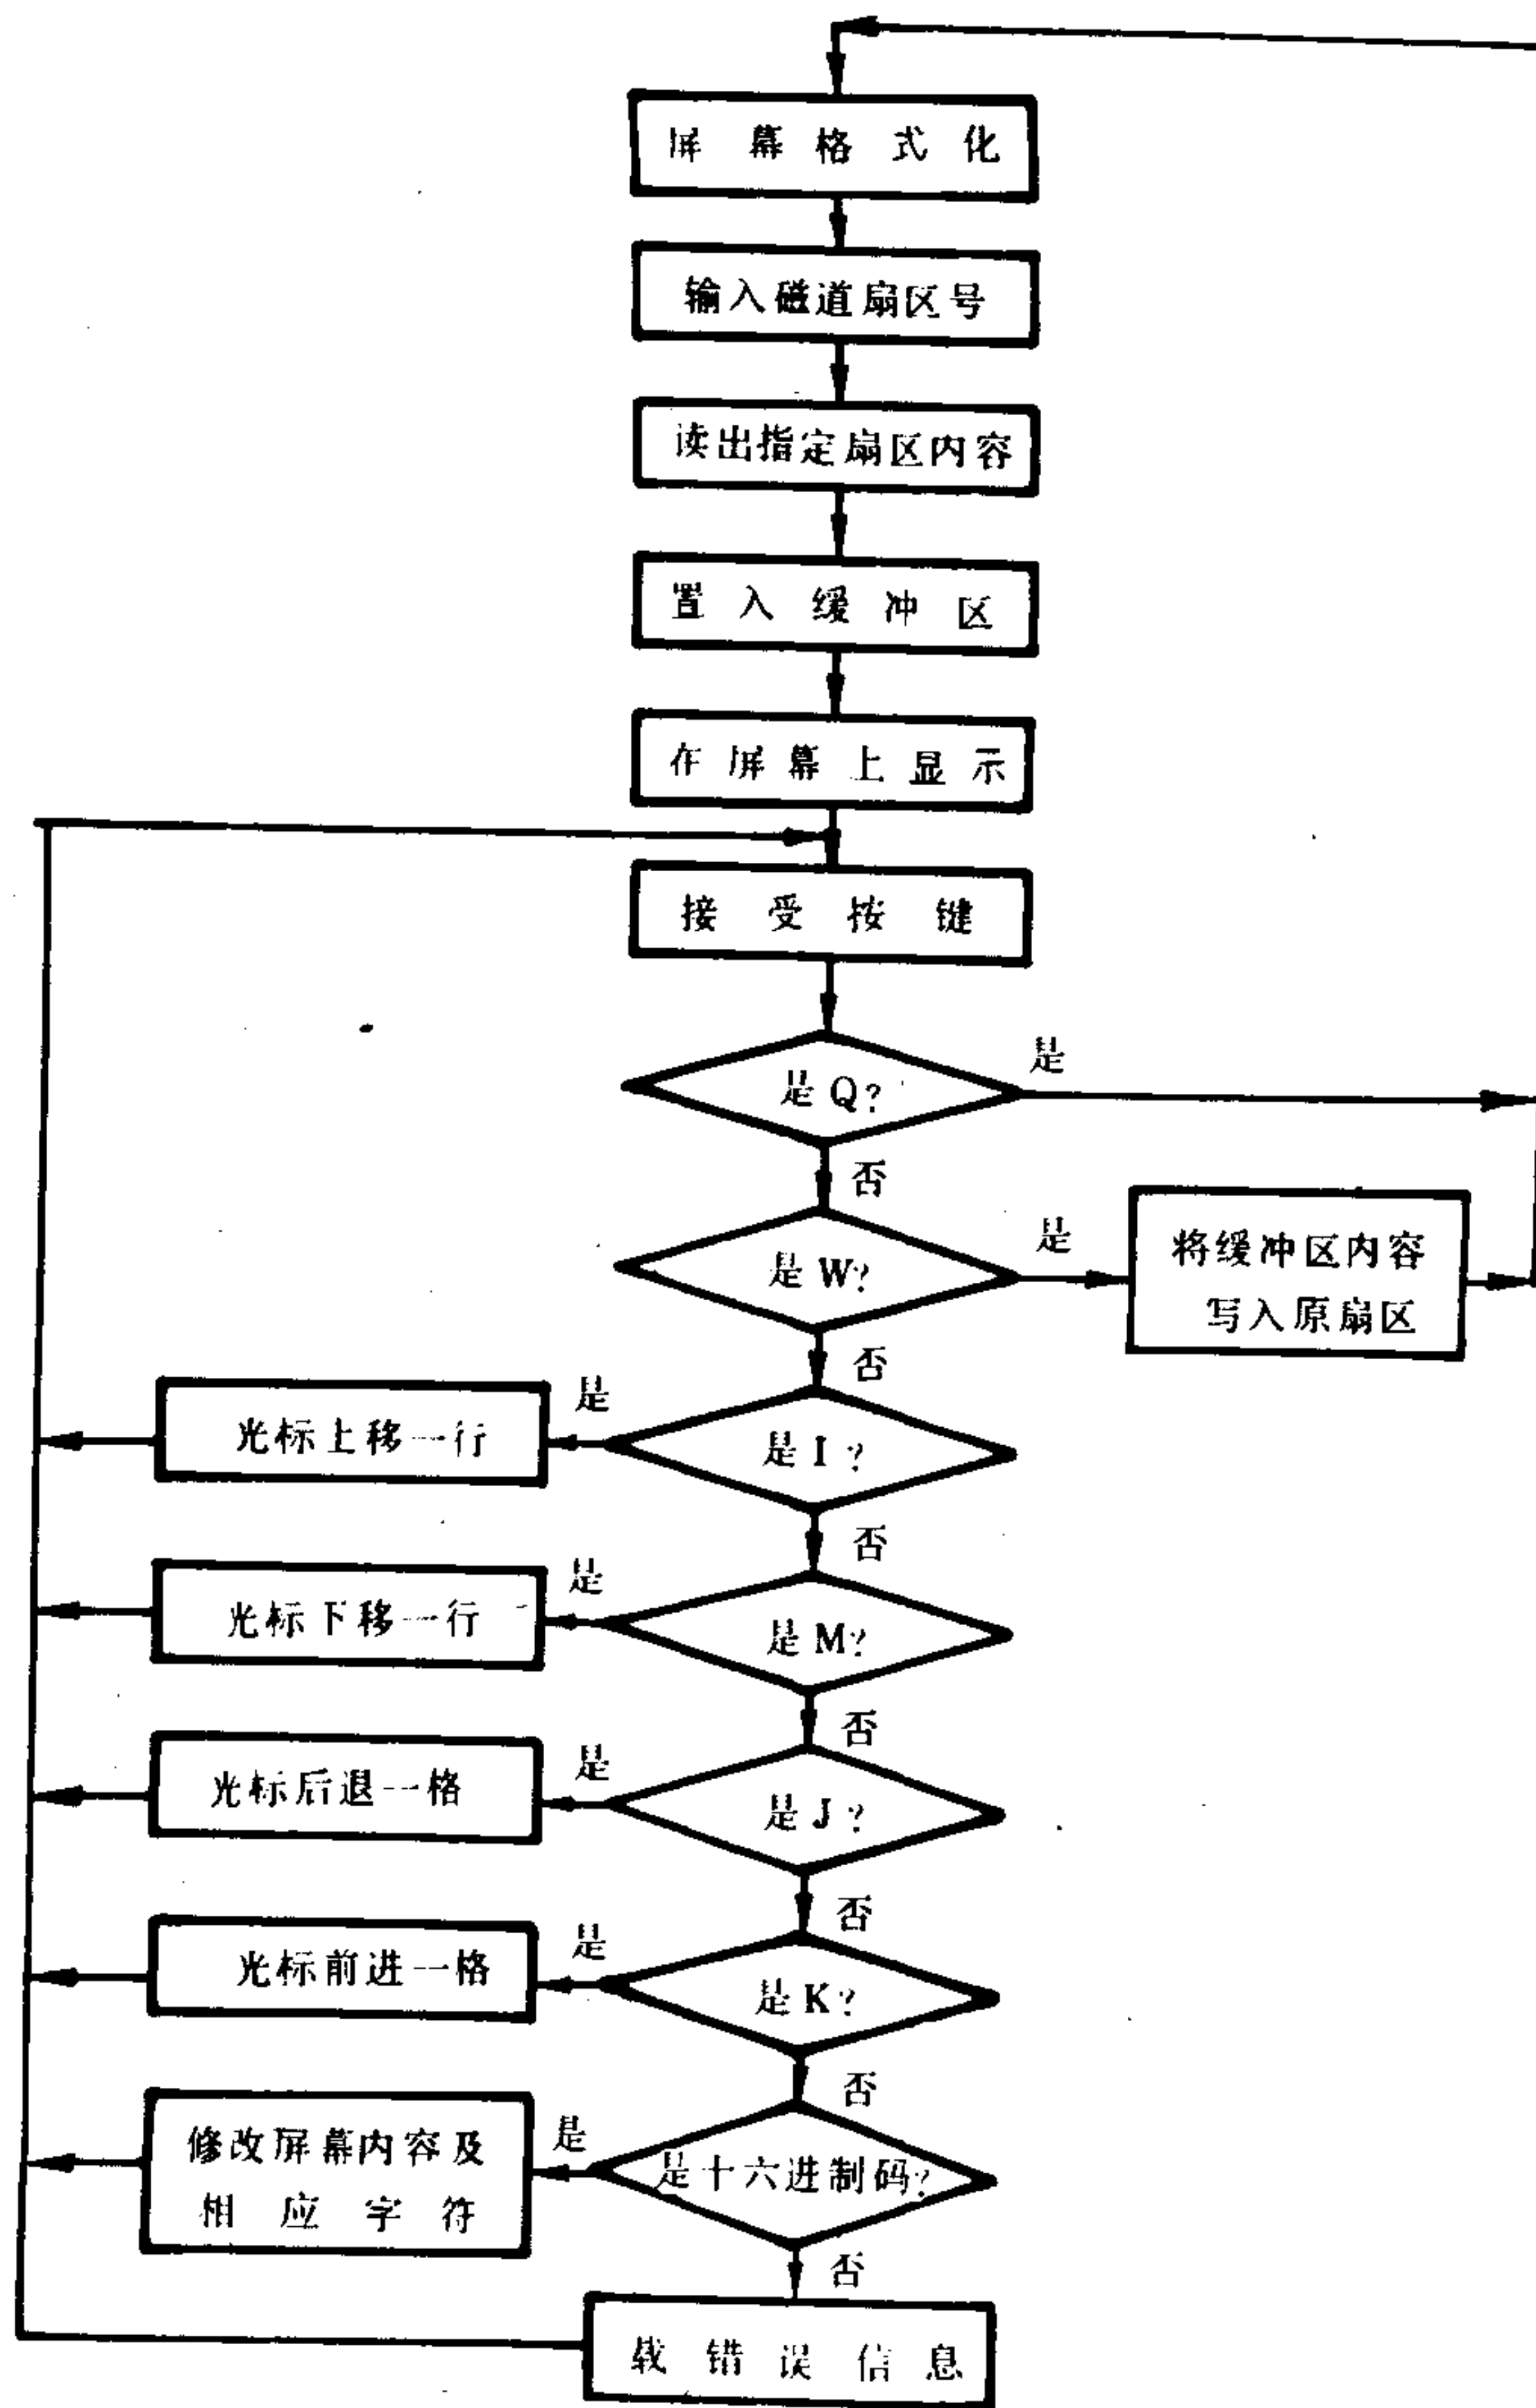 屏幕格式化
输入磁道扇区号
读出指定扇区内容
置入缓冲区
在屏幕上显示
接受按键
是Q?
是
否
是W?
是
将缓冲区内容
写入原扇区
否
是I?
是
光标上移一行
否
是M?
是
光标下移一行
否
是J?
是
光标后退一格
否
是K?
是
光标前进一格
否
是十六进制码?
是
修改屏幕内容及
相应字符
否
错误信息